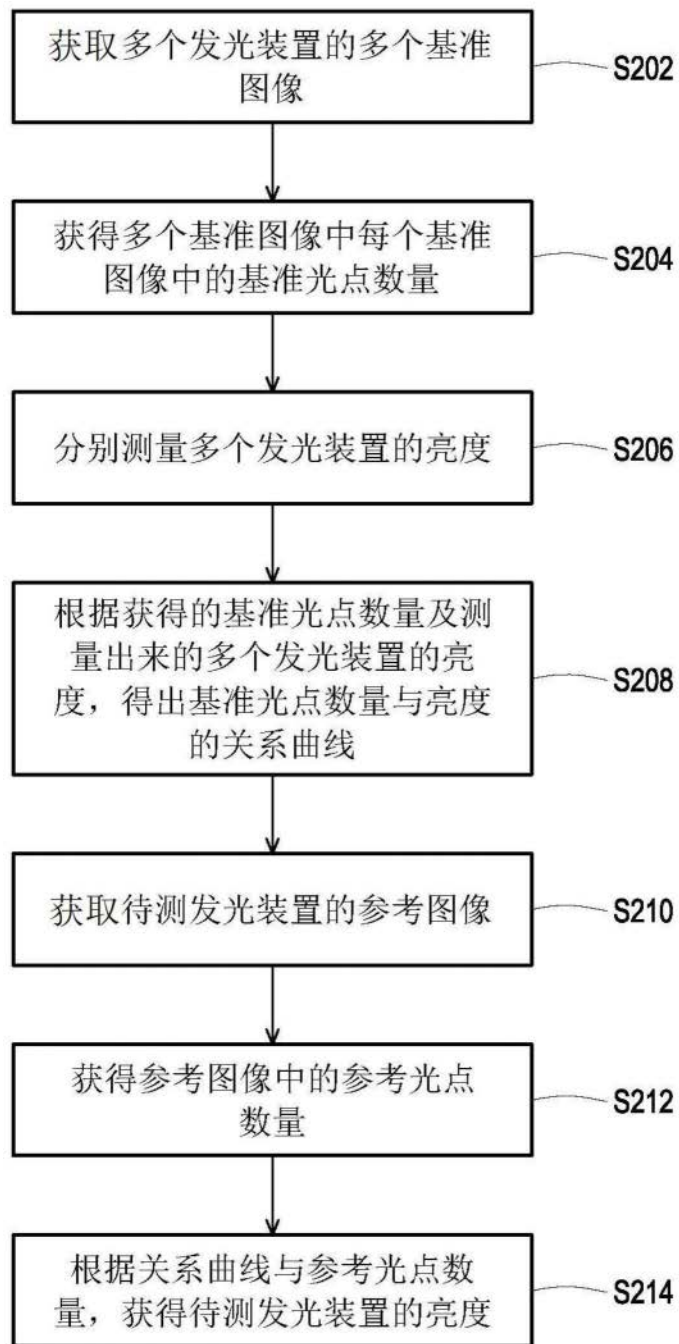 获取多个发光装置的多个基准
图像
S202
获得多个基准图像中每个基准
图像中的基准光点数量
S204
分别测量多个发光装置的亮度
S206
根据获得的基准光点数量及测
量出来的多个发光装置的亮
度，得出基准光点数量与亮度
的关系曲线
S208
获取待测发光装置的参考图像
S210
获得参考图像中的参考光点
数量
S212
根据关系曲线与参考光点数
量，获得待测发光装置的亮度
S214